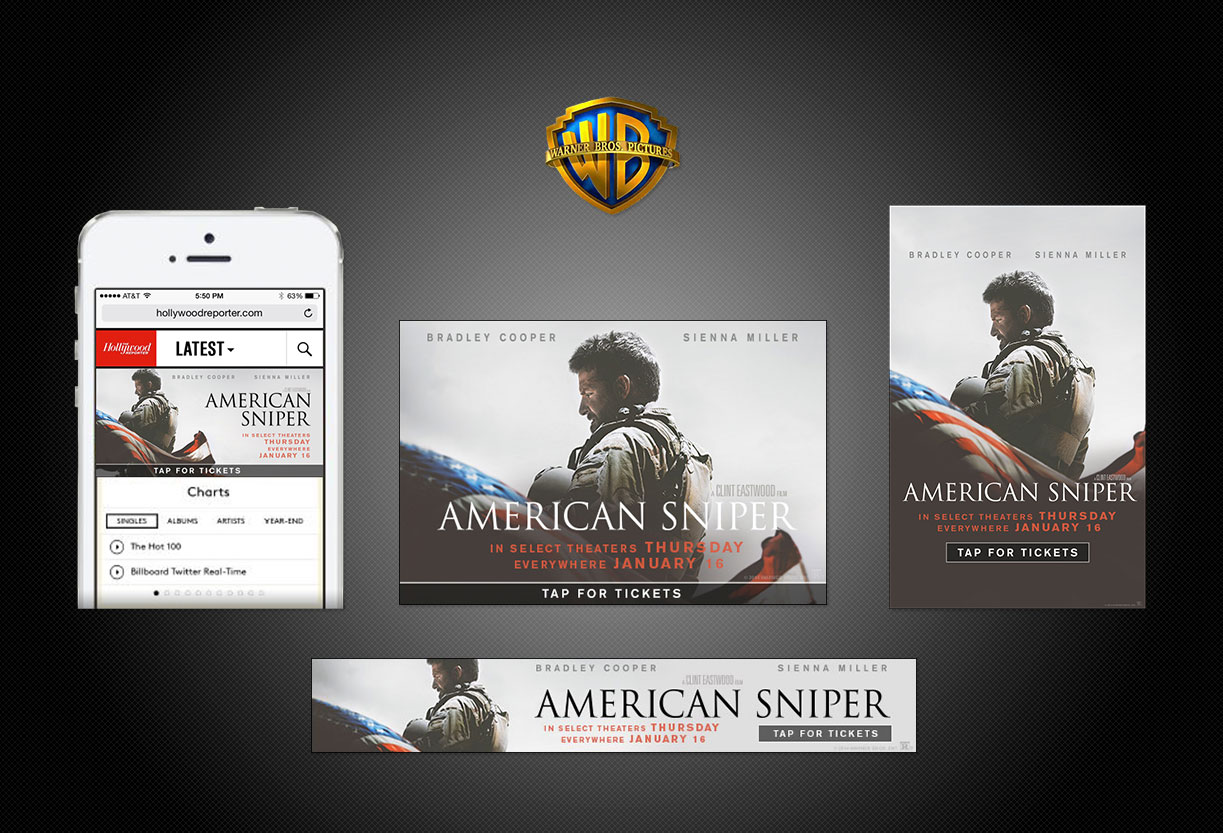 WARNER BROS. PICTURES
AT&T
5:50 PM
63%
hollywoodreporter.com
Hollywood
REPORTER
LATEST
BRADLEY COOPER SIENNA MILLER
A CLINT EASTWOOD FILM
AMERICAN
SNIPER
IN SELECT THEATERS
THURSDAY
EVERYWHERE
JANUARY 16
TAP FOR TICKETS
Charts
SINGLES ALBUMS ARTISTS YEAR-END
The Hot 100
Billboard Twitter Real-Time
BRADLEY COOPER SIENNA MILLER
A CLINT EASTWOOD FILM
AMERICAN SNIPER
IN SELECT THEATERS THURSDAY
EVERYWHERE JANUARY 16
TAP FOR TICKETS
BRADLEY COOPER SIENNA MILLER
AMERICAN SNIPER
IN SELECT THEATERS THURSDAY
EVERYWHERE JANUARY 16
TAP FOR TICKETS
BRADLEY COOPER SIENNA MILLER
A CLINT EASTWOOD FILM
AMERICAN SNIPER
IN SELECT THEATERS THURSDAY
EVERYWHERE JANUARY 16
TAP FOR TICKETS